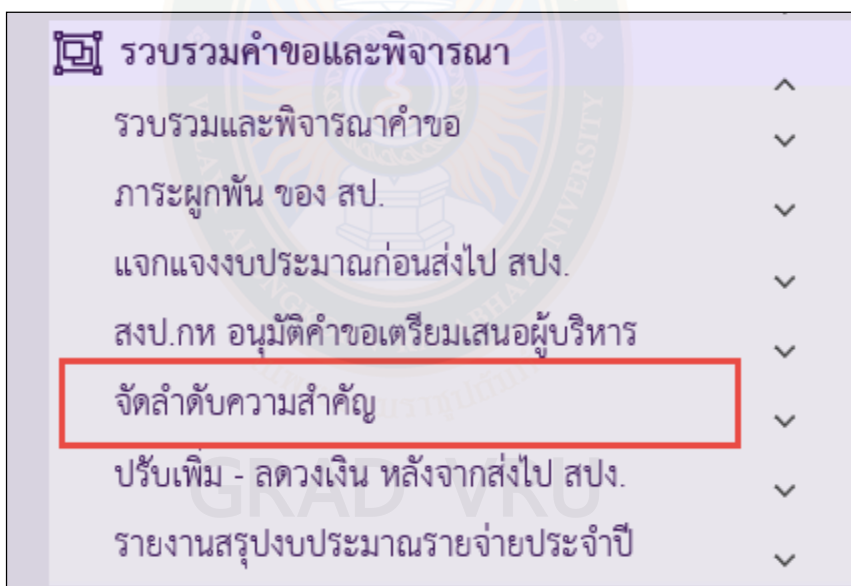 รวบรวมคำขอและพิจารณา
รวบรวมและพิจารณาคำขอ
ภาระผูกพัน ของ สป.
แจกแจงงบประมาณก่อนส่งไป สปง.
สงป.กห อนุมัติคำขอเตรียมเสนอผู้บริหาร
จัดลำดับความสำคัญ
ปรับเพิ่ม - ลดวงเงิน หลังจากส่งไป สปง.
GRAD VRU
รายงานสรุปงบประมาณรายจ่ายประจำปี